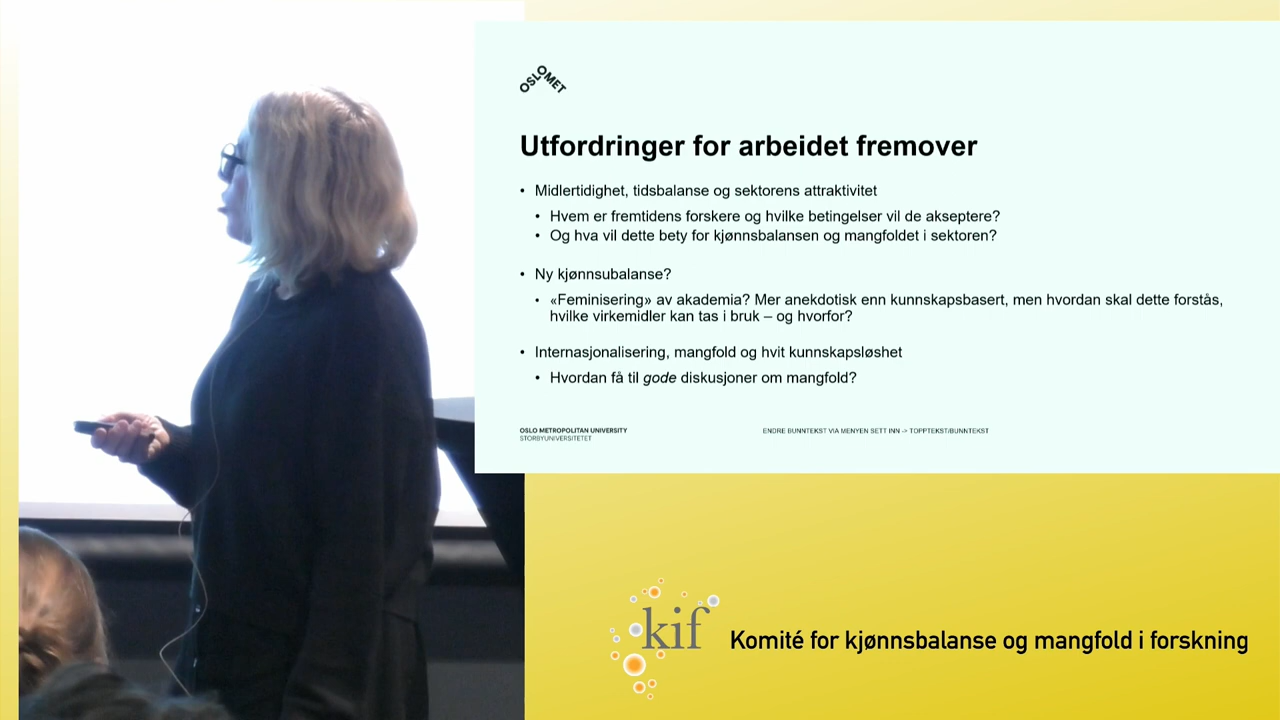 OSLOMET
Utfordringer for arbeidet fremover
• Midlertidighet, tidsbalanse og sektorens attraktivitet
• Hvem er fremtidens forskere og hvilke betingelser vil de akseptere?
• Og hva vil dette bety for kjønnsbalansen og mangfoldet i sektoren?
• Ny kjønnsubalanse?
• «Feminisering» av akademia? Mer anekdotisk enn kunnskapsbasert, men hvordan skal dette forstås,
hvilke virkemidler kan tas i bruk – og hvorfor?
• Internasjonalisering, mangfold og hvit kunnskapsløshet
• Hvordan få til gode diskusjoner om mangfold?
OSLO METROPOLITAN UNIVERSITY
STORBYUNIVERSITETET
ENDRE BUNNTEKST VIA MENYEN SETT INN -> TOPPTEKST/BUNNTEKST
kif
Komité for kjønnsbalanse og mangfold i forskning